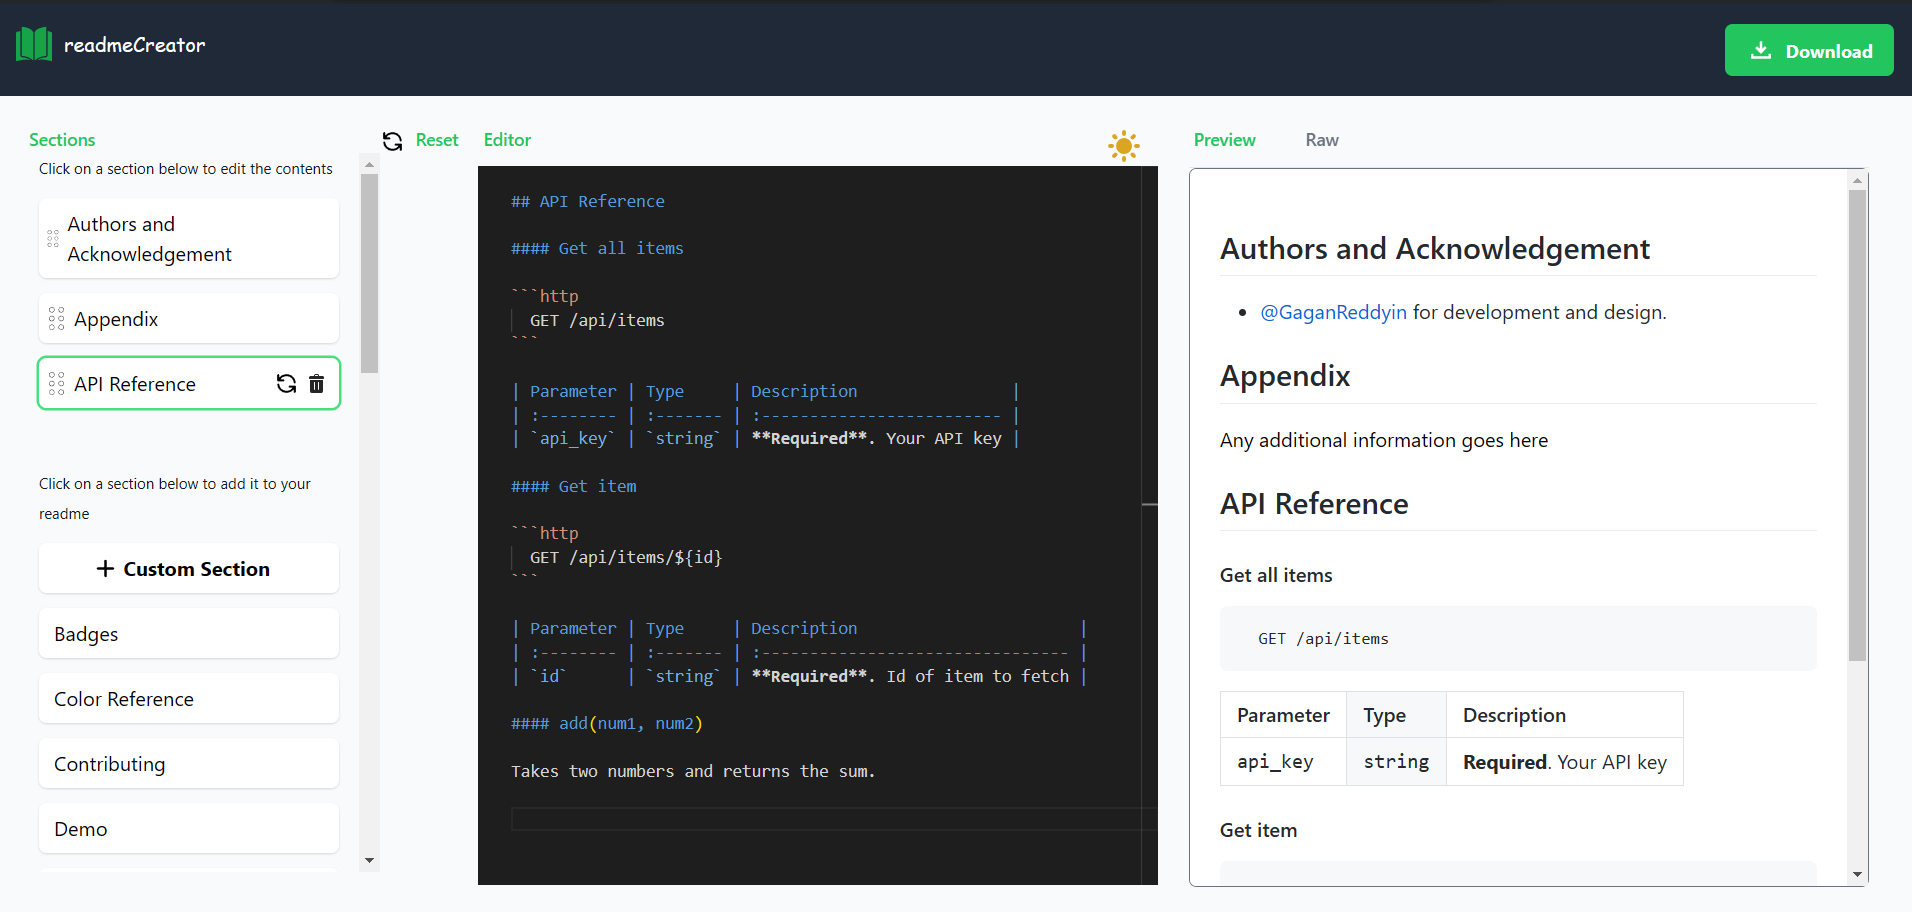 readmeCreator
Download
Sections
Reset
Click on a section below to edit the contents
Authors and
Acknowledgement
Appendix
API Reference
Click on a section below to add it to your
readme
+ Custom Section
Badges
Color Reference
Contributing
Demo
Editor
## API Reference
#### Get all items
```http
GET /api/items
```
| Parameter | Type     | Description                |
| :-------- | :------- | :------------------------- |
| `api_key` | `string` | **Required**. Your API key |
#### Get item
```http
GET /api/items/${id}
```
| Parameter | Type     | Description                       |
| :-------- | :------- | :-------------------------------- |
| `id`      | `string` | **Required**. Id of item to fetch |
#### add(num1, num2)
Takes two numbers and returns the sum.
Preview Raw
Authors and Acknowledgement
• @GaganReddyin for development and design.
Appendix
Any additional information goes here
API Reference
Get all items
GET /api/items
Parameter Type Description
api_key string Required. Your API key
Get item